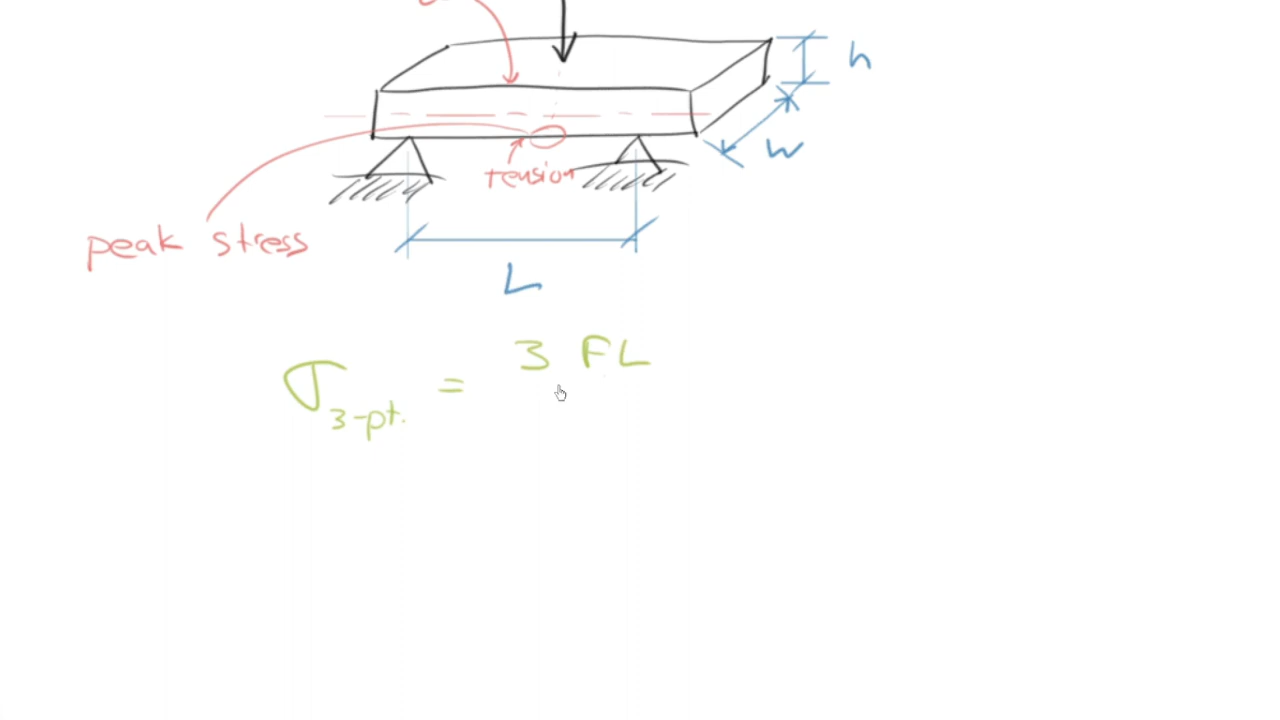 h
w
tension
peak stress
L
σ3-pt. = 3 FL